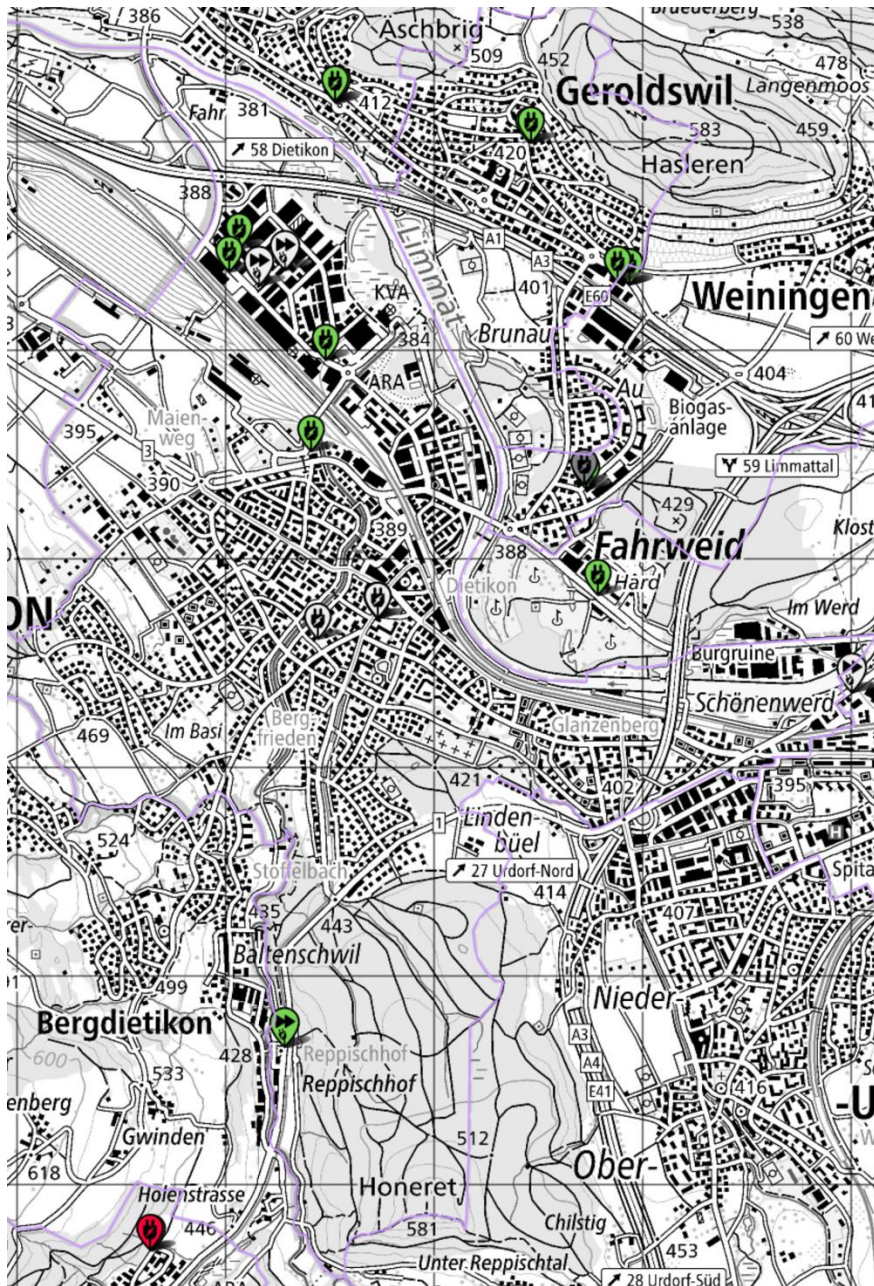 386
Aschbrig
509
452
538
478
Langenmoos
Fahr
381
412
Geroldswil
583
459
58 Dietikon
420
Hasleren
388
Limmat
A1
A3
401
E60
KVA
Brunau
384
Weiningen
60 We
ARA
Au
404
Biogas-
anlage
Maien-
weg
395
3
390
59 Limmattal
429
389
388
Fahrweid
Klost
Dietikon
Hard
ON
Im Werd
Burgruine
Schönenwerd
Berg-
frieden
Im Basi
469
Glanzenberg
421
402
395
524
1
Linden-
büel
H
Stoffelbach
27 Urdorf-Nord
Spita
414
435
443
407
Baltenschwil
499
Nieder-
Bergdietikon
A3
A4
E41
600
428
Reppischhof
Reppischhof
533
416
-U
enberg
Gwinden
512
618
Ober-
Honeret
446
581
Chilstig
453
Unter Reppischtal
28 Urdorf-Süd
ARA